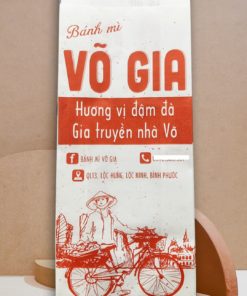 Bánh mì
VÕ GIA
Hương vị đậm đà
Gia truyền nhà Võ
BÁNH MÌ VÕ GIA
QL13, LỘC HƯNG, LỘC NINH, BÌNH PHƯỚC